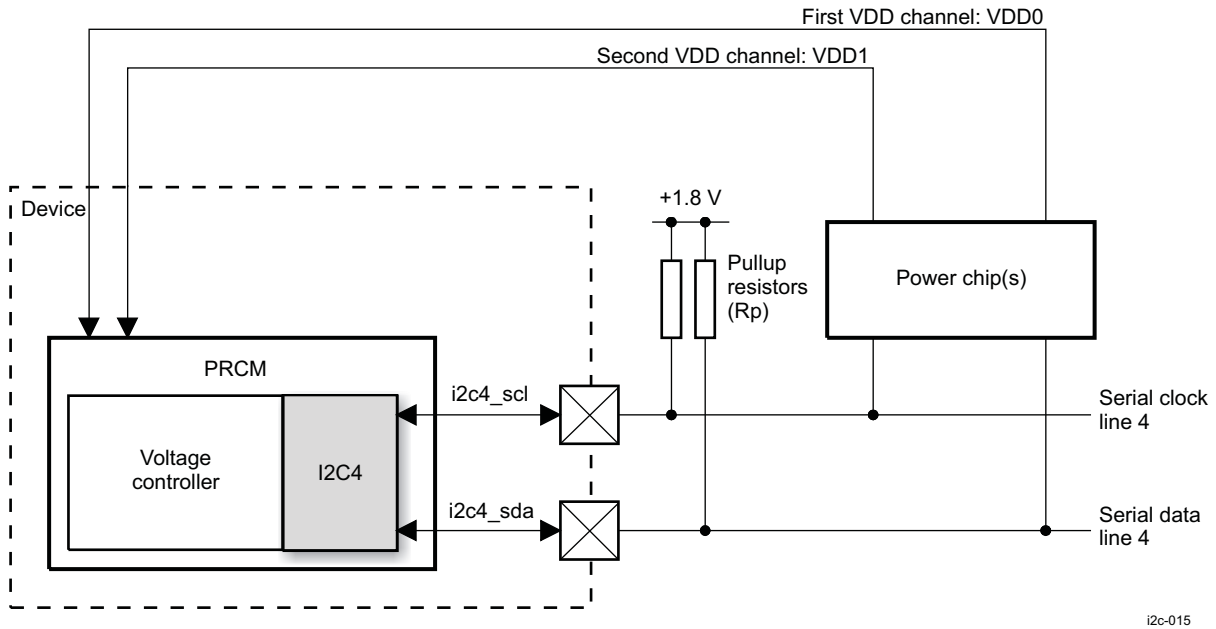 First VDD channel: VDD0
Second VDD channel: VDD1
Device
+1.8 V
Pullup
resistors
(Rp)
Power chip(s)
PRCM
Voltage
controller
I2C4
i2c4_scl
Serial clock
line 4
i2c4_sda
Serial data
line 4
i2c-015